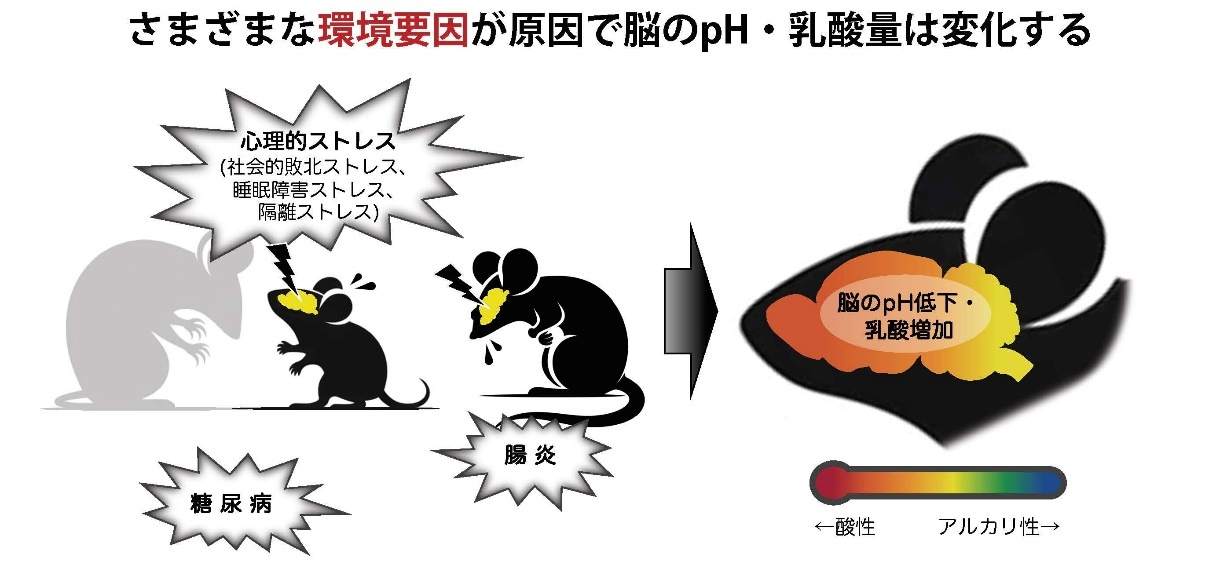 さまざまな環境要因が原因で脳のpH・乳酸量は変化する
心理的ストレス
(社会的敗北ストレス、
睡眠障害ストレス、
隔離ストレス)
腸炎
糖尿病
脳のpH低下・
乳酸増加
←酸性
アルカリ性→